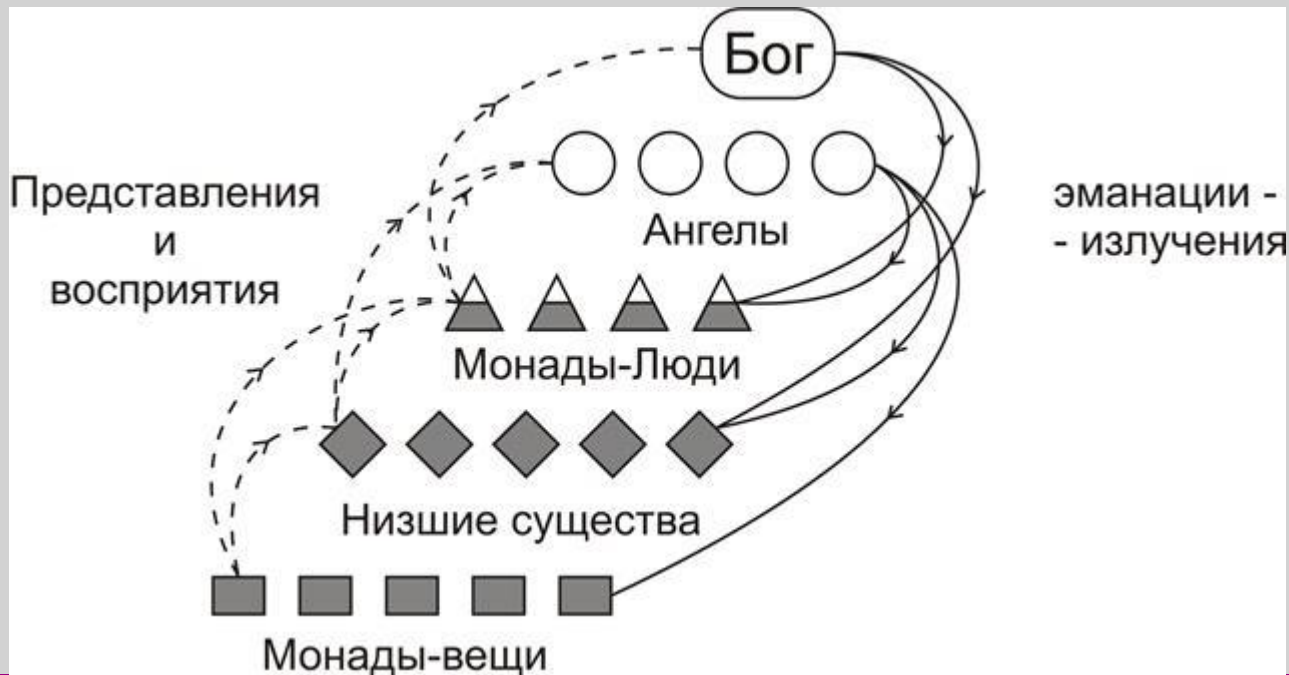 Бог
Представления
и
восприятия
эманации -
- излучения
Ангелы
Монады-Люди
Низшие существа
Монады-вещи